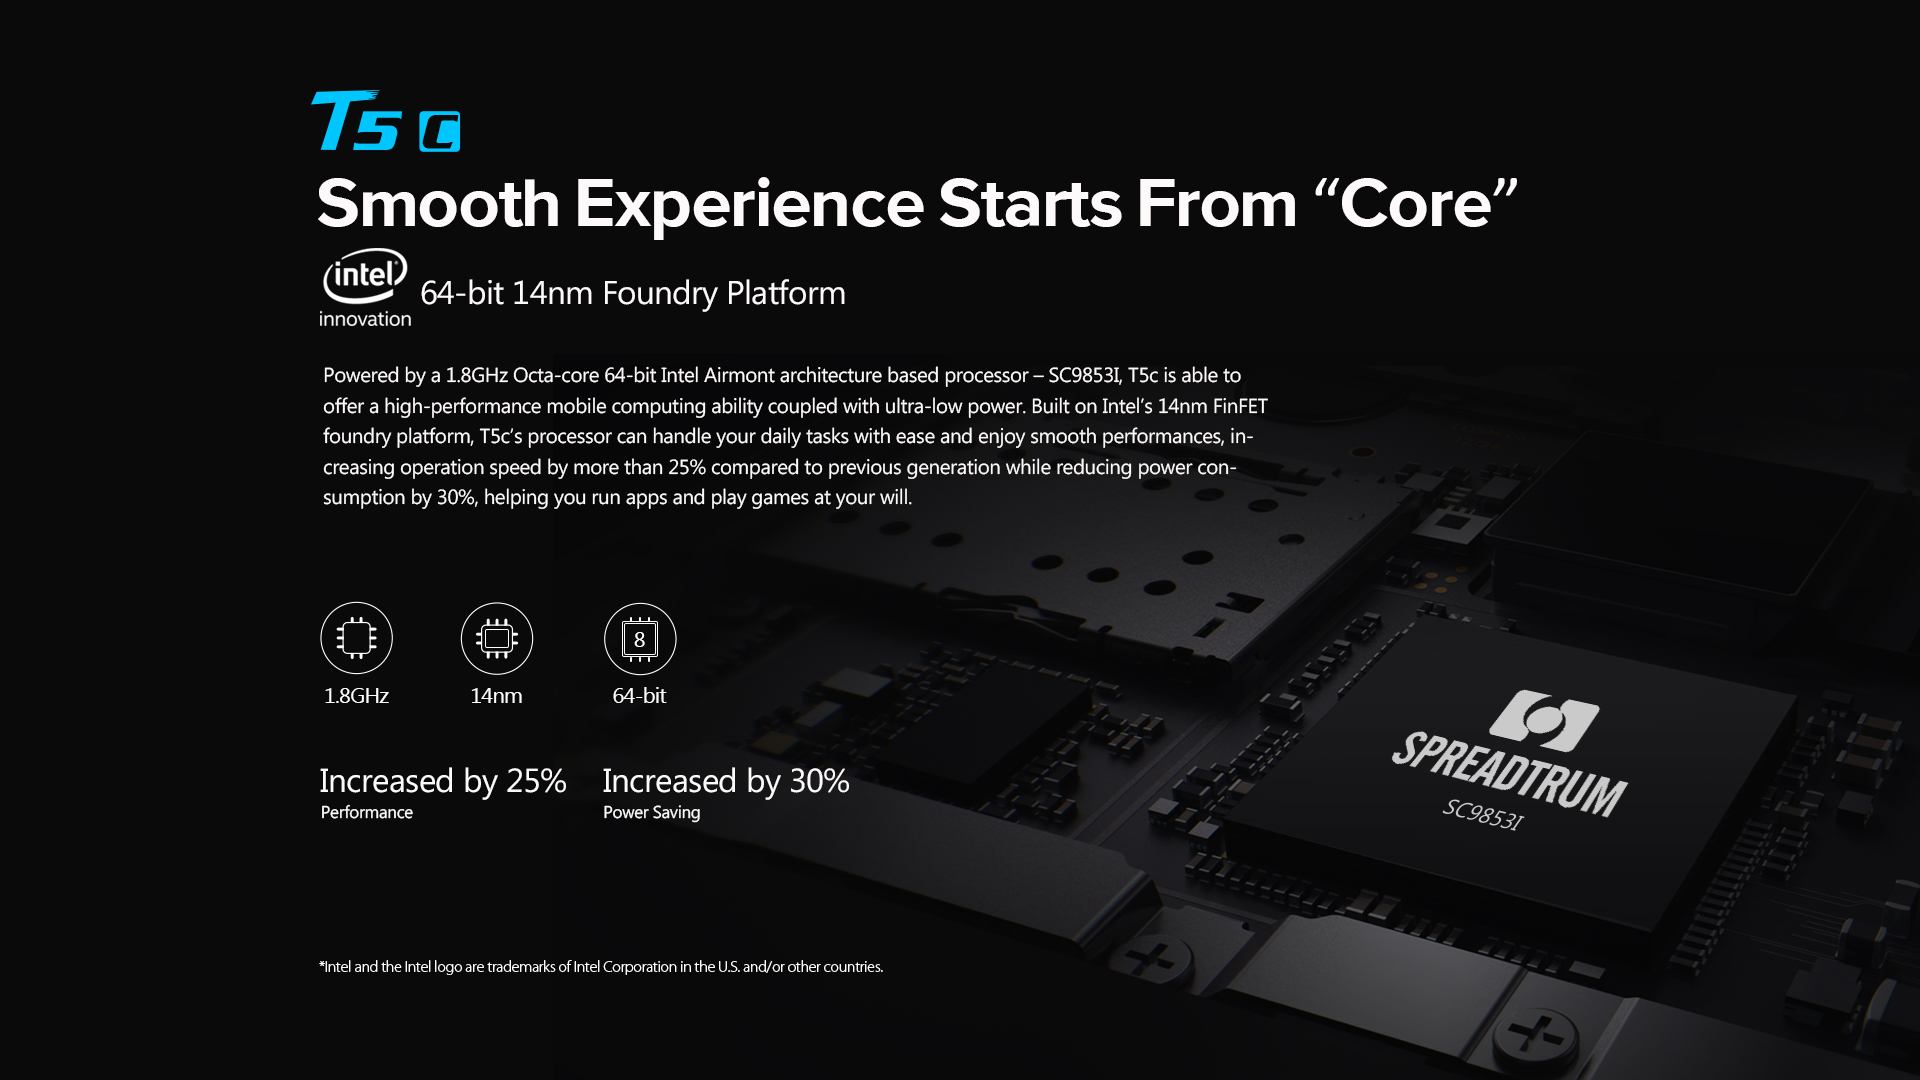 T5 C
Smooth Experience Starts From “Core”
intel
innovation
64-bit 14nm Foundry Platform
Powered by a 1.8GHz Octa-core 64-bit Intel Airmont architecture based processor – SC9853I, T5c is able to
offer a high-performance mobile computing ability coupled with ultra-low power. Built on Intel’s 14nm FinFET
foundry platform, T5c’s processor can handle your daily tasks with ease and enjoy smooth performances, in-
creasing operation speed by more than 25% compared to previous generation while reducing power con-
sumption by 30%, helping you run apps and play games at your will.
8
1.8GHz
14nm
64-bit
Increased by 25%
Performance
Increased by 30%
Power Saving
SPREADTRUM
SC9853I
*Intel and the Intel logo are trademarks of Intel Corporation in the U.S. and/or other countries.